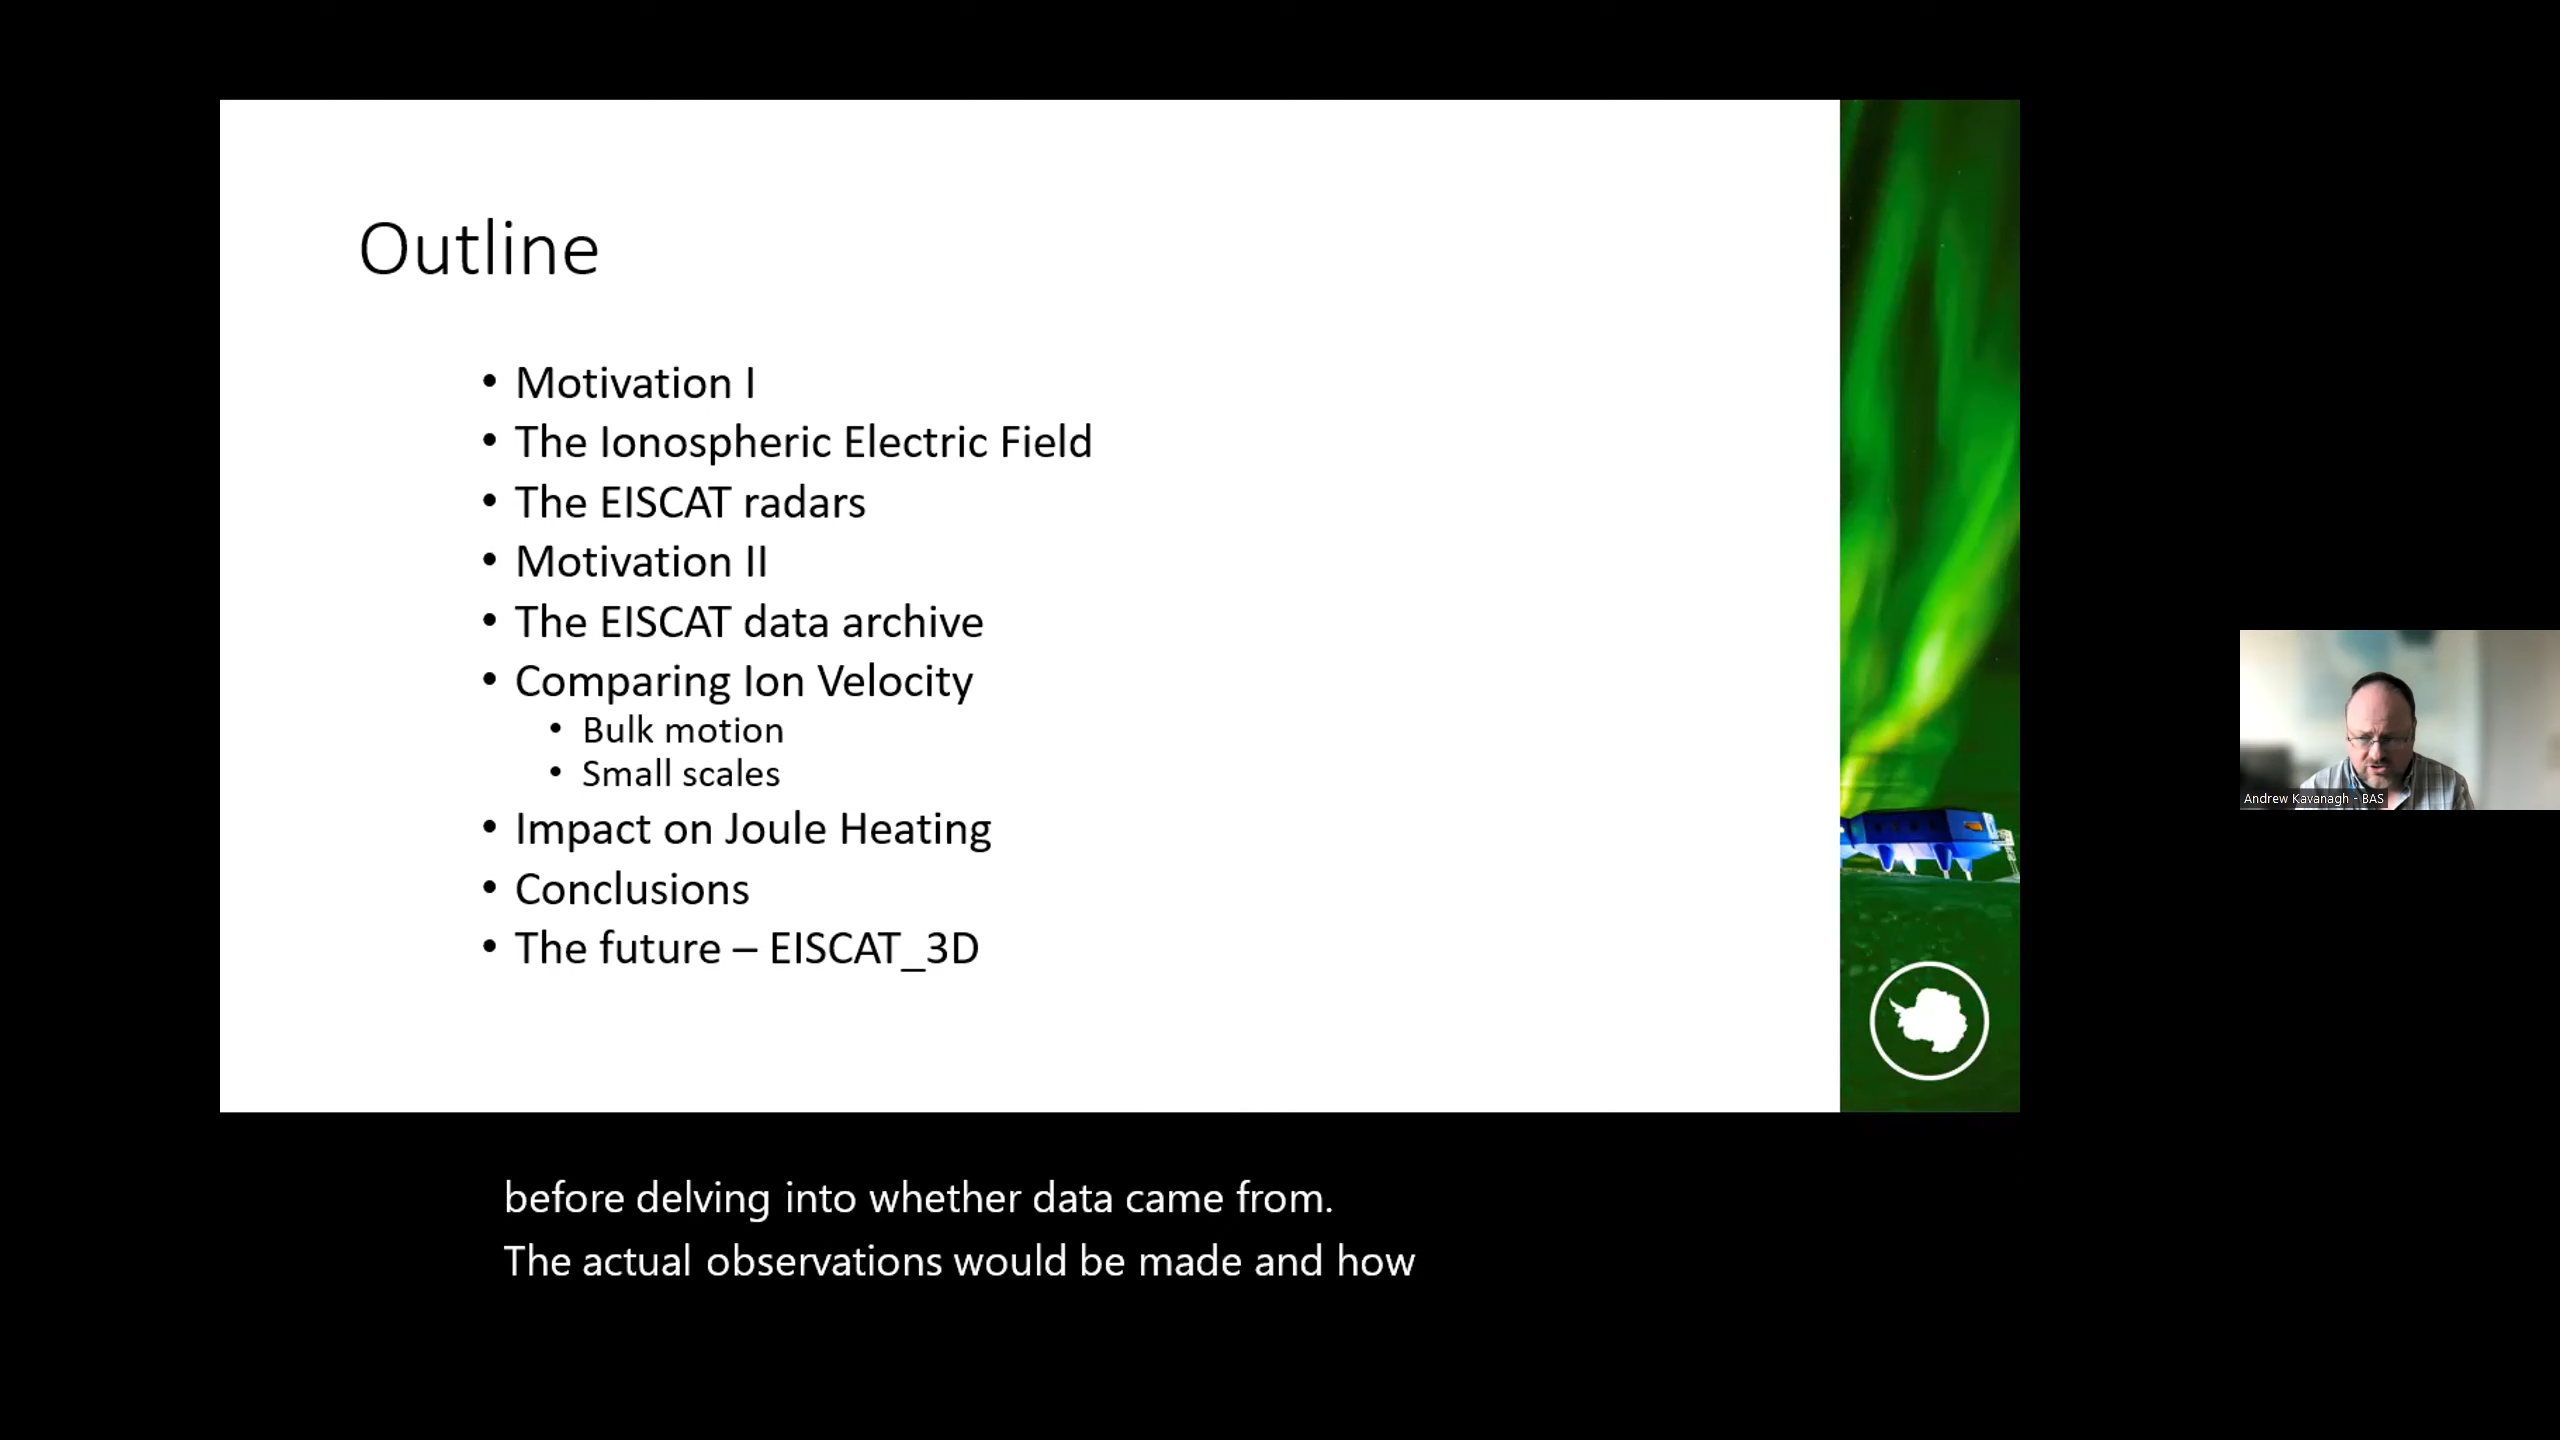 Outline
• Motivation I
• The Ionospheric Electric Field
• The EISCAT radars
• Motivation II
• The EISCAT data archive
• Comparing Ion Velocity
• Bulk motion
• Small scales
• Impact on Joule Heating
• Conclusions
• The future – EISCAT_3D
Andrew Kavanagh - BAS
before delving into whether data came from.
The actual observations would be made and how